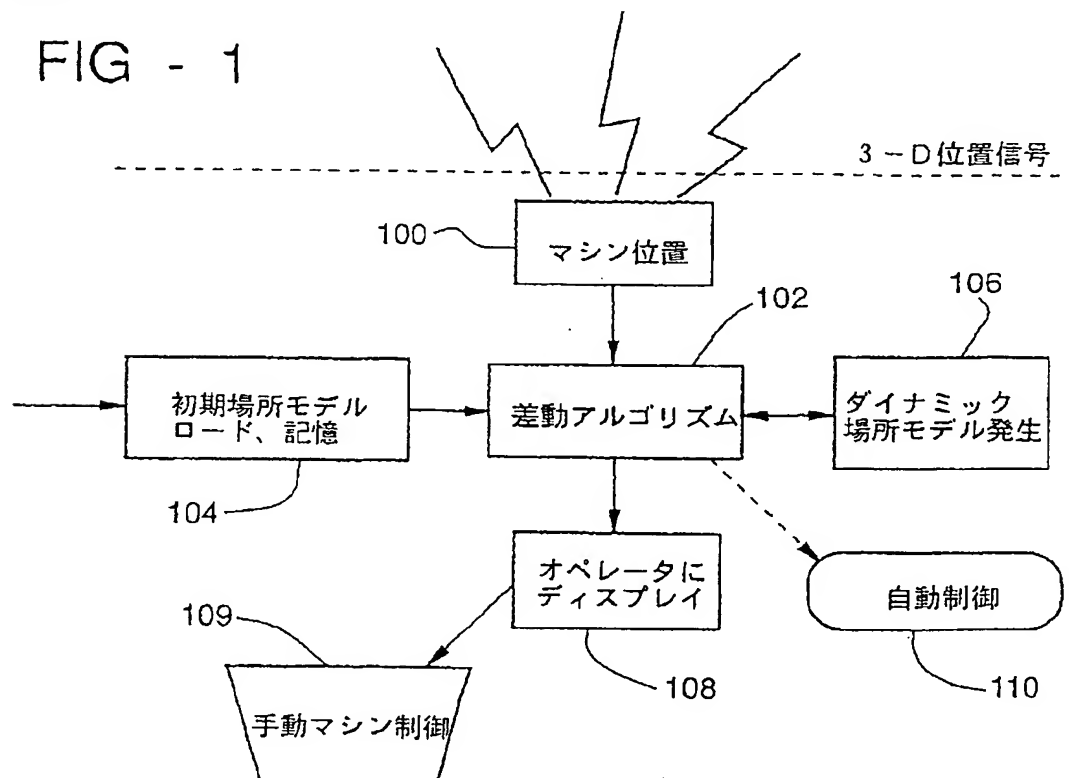 FIG - 1
3-D位置信号
100
マシン位置
102
106
初期場所モデル
ロード、記憶
差動アルゴリズム
ダイナミック
場所モデル発生
104
オペレータに
ディスプレイ
自動制御
109
108
110
手動マシン制御